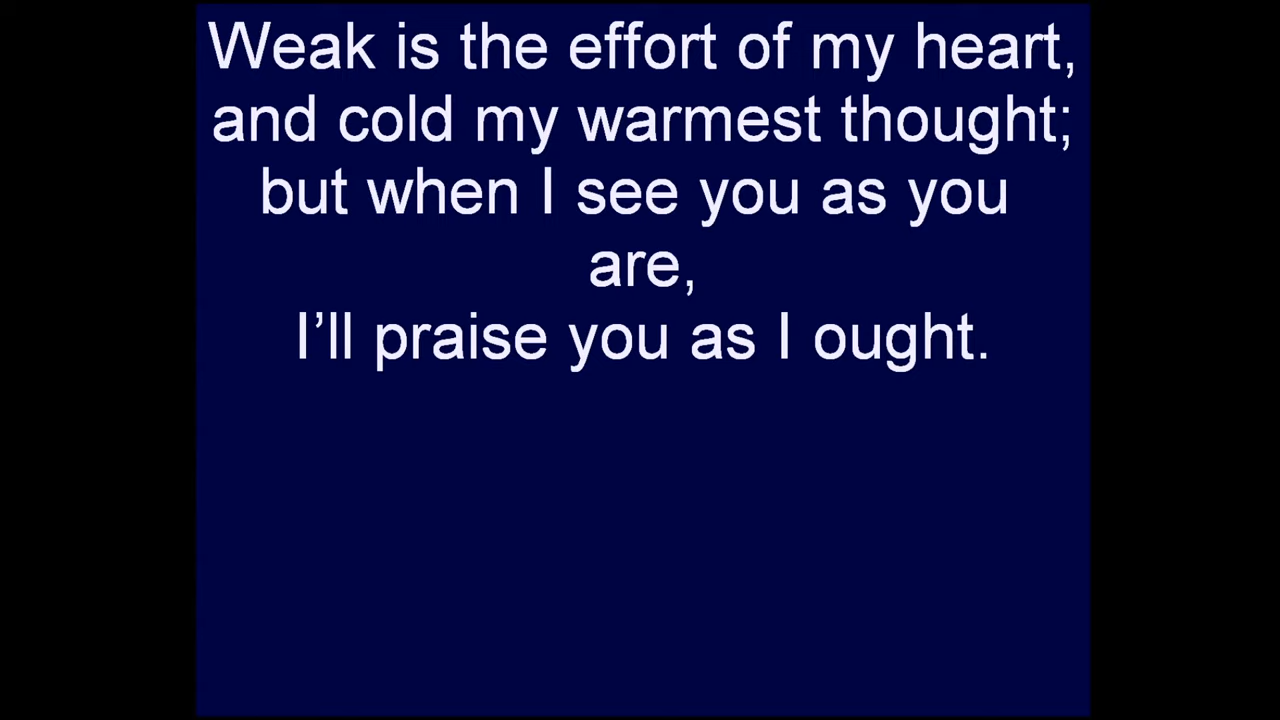 Weak is the effort of my heart,
and cold my warmest thought;
but when I see you as you
are,
I’ll praise you as I ought.